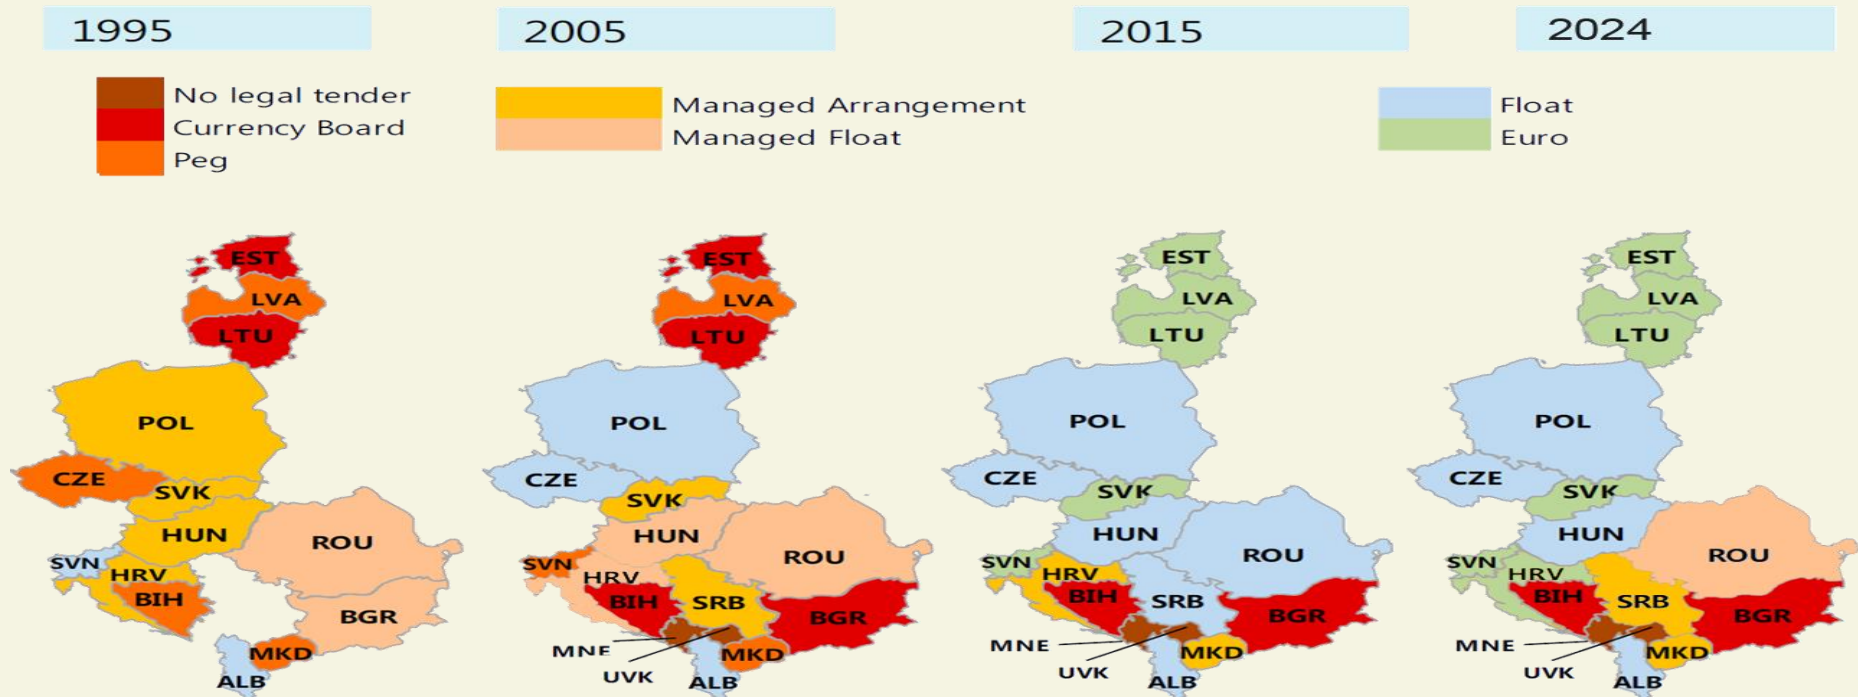 1995
2005
2015
2024
No legal tender
Currency Board
Peg
Managed Arrangement
Managed Float
Float
Euro
EST
LVA
LTU
POL
CZE
SVK
HUN
ROU
SVN
HRV
BIH
BGR
MKD
ALB
EST
LVA
LTU
POL
CZE
SVK
HUN
ROU
SVN
HRV
BIH
SRB
BGR
MNE
MKD
UVK
ALB
EST
LVA
LTU
POL
CZE
SVK
HUN
ROU
SVN
HRV
BIH
SRB
BGR
MNE
MKD
UVK
ALB
EST
LVA
LTU
POL
CZE
SVK
HUN
ROU
SVN
HRV
BIH
SRB
BGR
MNE
MKD
UVK
ALB